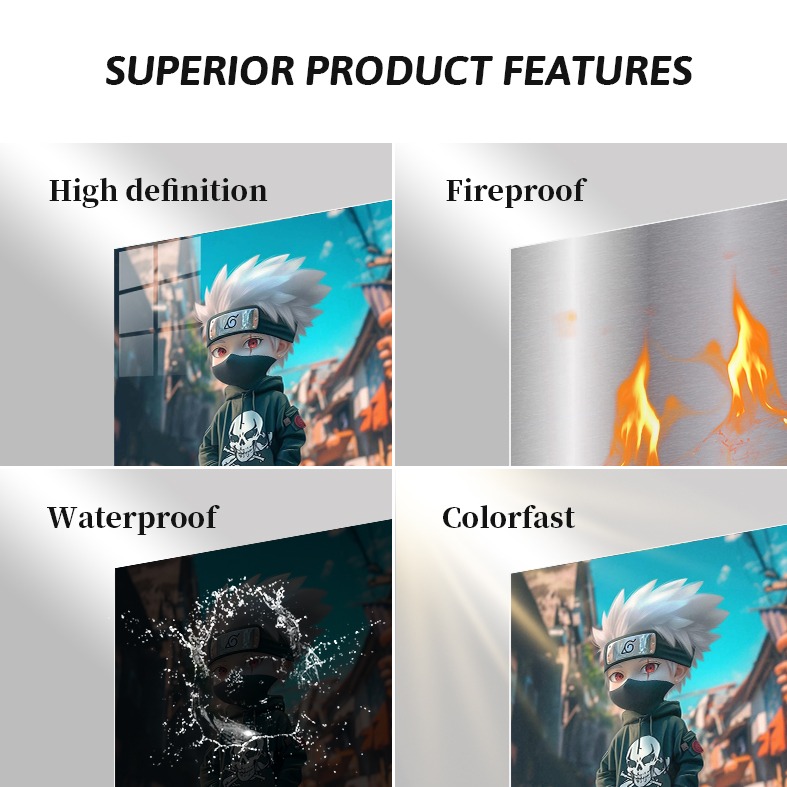 SUPERIOR PRODUCT FEATURES
High definition
Fireproof
Waterproof
Colorfast